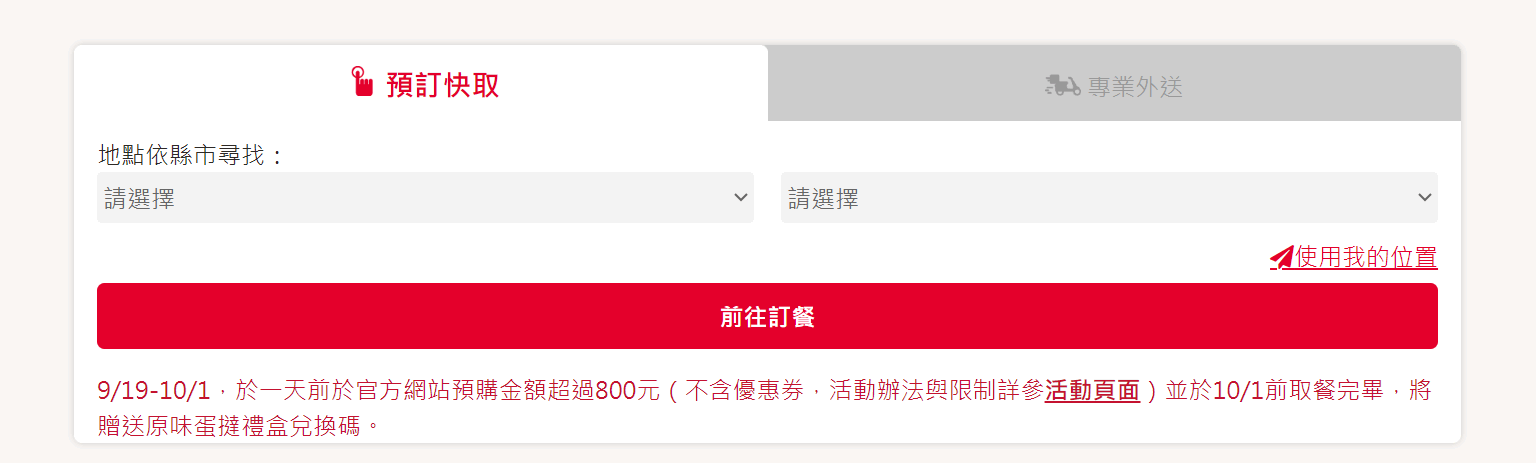 預訂快取
專業外送
地點依縣市尋找：
請選擇
請選擇
使用我的位置
前往訂餐
9/19-10/1，於一天前於官方網站預購金額超過800元（不含優惠券，活動辦法與限制詳參活動頁面）並於10/1前取餐完畢，將
贈送原味蛋撻禮盒兌換碼。